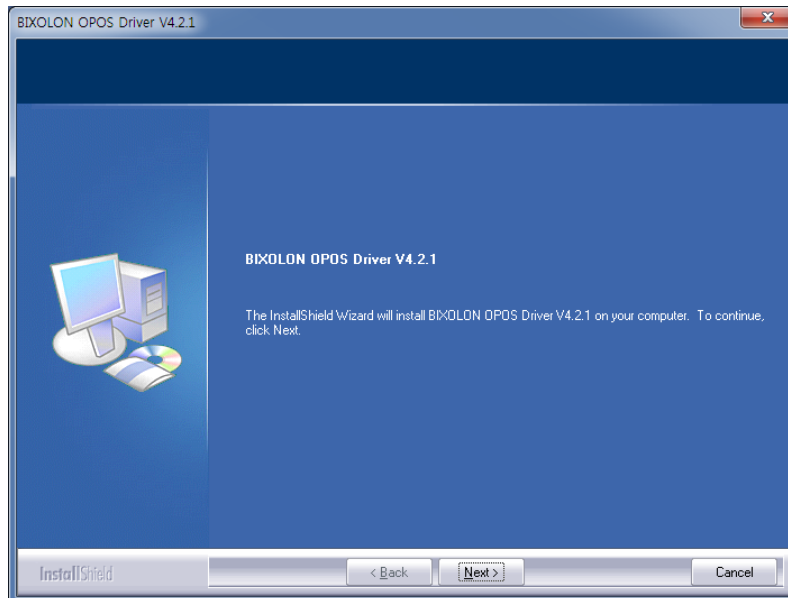 BIXOLON OPOS Driver V4.2.1
BIXOLON OPOS Driver V4.2.1
The InstallShield Wizard will install BIXOLON OPOS Driver V4.2.1 on your computer. To continue,
click Next.
InstallShield
< Back
Next >
Cancel